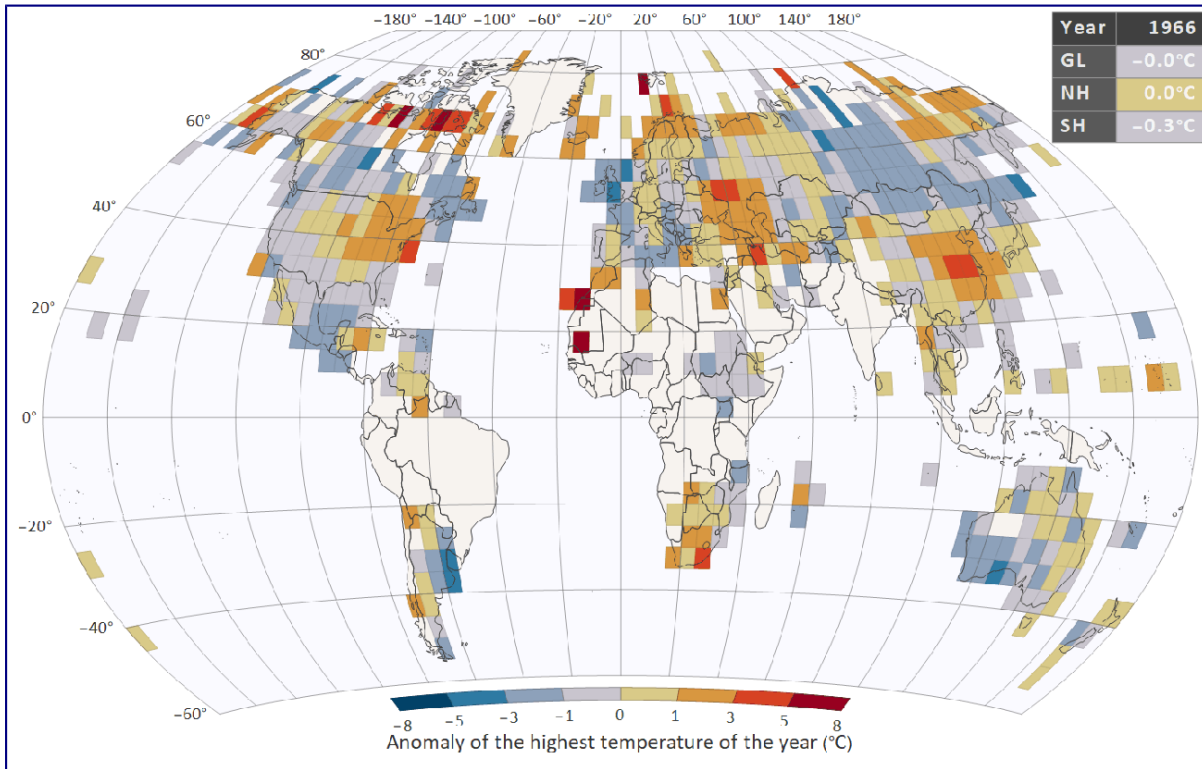 −180° −140° −100° −60° −20° 20° 60° 100° 140° 180°
Year 1966
GL −0.0°C
NH 0.0°C
SH −0.3°C
80°
60°
40°
20°
0°
−20°
−40°
−60°
−8 −5 −3 −1 0 1 3 5 8
Anomaly of the highest temperature of the year (°C)